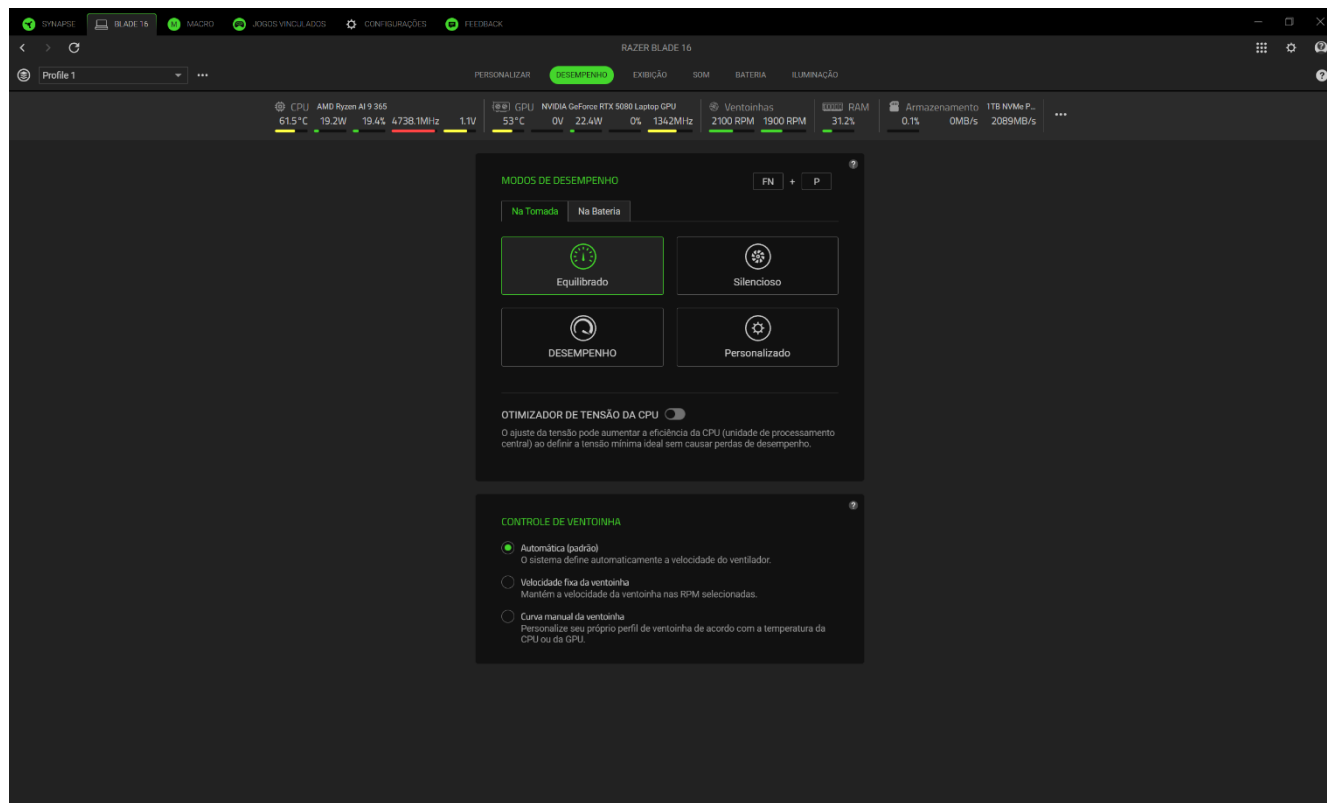 SYNAPSE BLADE 16 MACRO JOGOS VINCULADOS CONFIGURAÇÕES FEEDBACK
RAZER BLADE 16
Profile 1 PERSONALIZAR DESEMPENHO EXIBIÇÃO SOM BATERIA ILUMINAÇÃO
CPU AMD Ryzen AI 9 365 GPU NVIDIA GeForce RTX 5080 Laptop GPU Ventoinhas RAM Armazenamento 1TB NVMe P...
61.5°C 19.2W 19.4% 4738.1MHz 1.1V 53°C 0V 22.4W 0% 1342MHz 2100 RPM 1900 RPM 31.2% 0.1% 0MB/s 2089MB/s
MODOS DE DESEMPENHO FN + P
Na Tomada Na Bateria
Equilibrado Silencioso
DESEMPENHO Personalizado
OTIMIZADOR DE TENSÃO DA CPU
O ajuste da tensão pode aumentar a eficiência da CPU (unidade de processamento
central) ao definir a tensão mínima ideal sem causar perdas de desempenho.
CONTROLE DE VENTOINHA
Automática (padrão)
O sistema define automaticamente a velocidade do ventilador.
Velocidade fixa da ventoinha
Mantém a velocidade da ventoinha nas RPM selecionadas.
Curva manual da ventoinha
Personalize seu próprio perfil de ventoinha de acordo com a temperatura da
CPU ou da GPU.